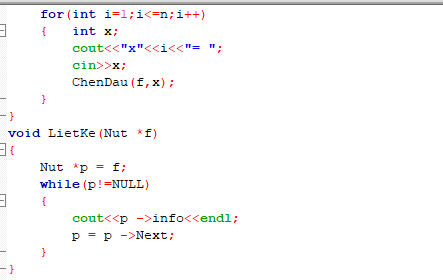 for(int i=1;i<=n;i++)
{ int x;
cout<<"x"<<i<<"= ";
cin>>x;
ChenDau(f,x);
}
}
void LietKe(Nut *f)
{
Nut *p = f;
while(p!=NULL)
{
cout<<p ->info<<endl;
p = p ->Next;
}
}